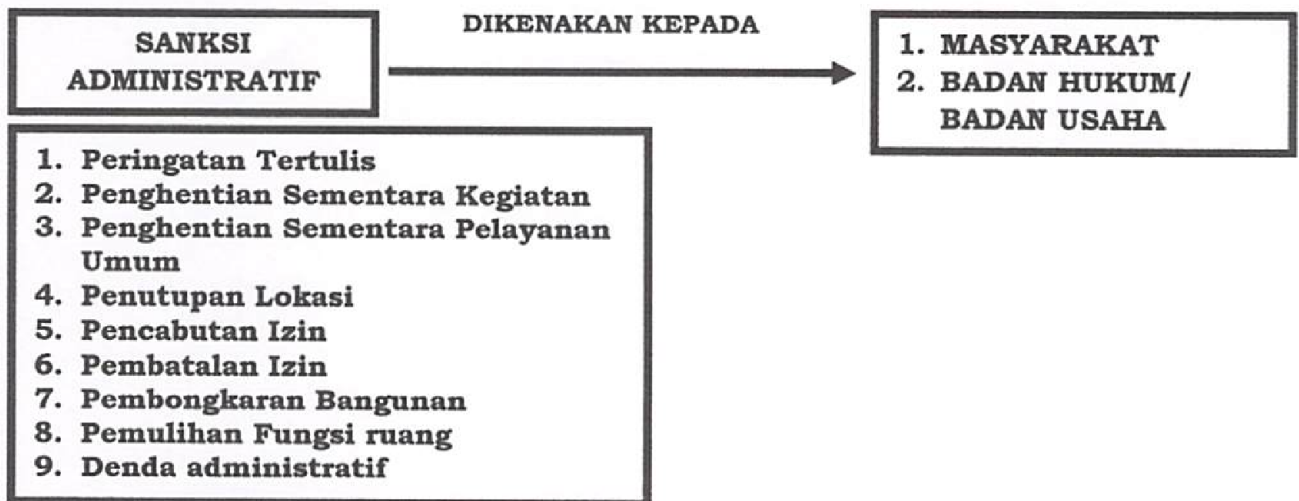 SANKSI
ADMINISTRATIF
DIKENAKAN KEPADA
1. MASYARAKAT
2. BADAN HUKUM/
BADAN USAHA
1. Peringatan Tertulis
2. Penghentian Sementara Kegiatan
3. Penghentian Sementara Pelayanan
Umum
4. Penutupan Lokasi
5. Pencabutan Izin
6. Pembatalan Izin
7. Pembongkaran Bangunan
8. Pemulihan Fungsi ruang
9. Denda administratif